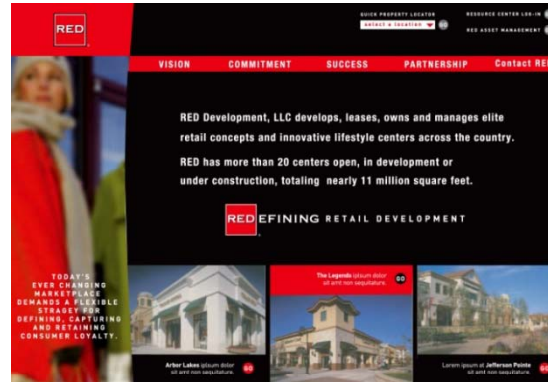 RED
QUICK PROPERTY LOCATOR
select a location
GO
RESOURCE CENTER LOG-IN
RED ASSET MANAGEMENT
VISION
COMMITMENT
SUCCESS
PARTNERSHIP
Contact RED
RED Development, LLC develops, leases, owns and manages elite
retail concepts and innovative lifestyle centers across the country.
RED has more than 20 centers open, in development or
under construction, totaling nearly 11 million square feet.
REDEFINING RETAIL DEVELOPMENT
TODAY'S
EVER CHANGING
MARKETPLACE
DEMANDS A FLEXIBLE
STRAGEY FOR
DEFINING, CAPTURING
AND RETAINING
CONSUMER LOYALTY.
Arbor Lakes ipsum dolor
sit amt non sequitature.
GO
The Legends ipsum dolor
sit amt non sequitature.
GO
Lorem ipsum at Jefferson Pointe
sit amt non sequitature.
GO